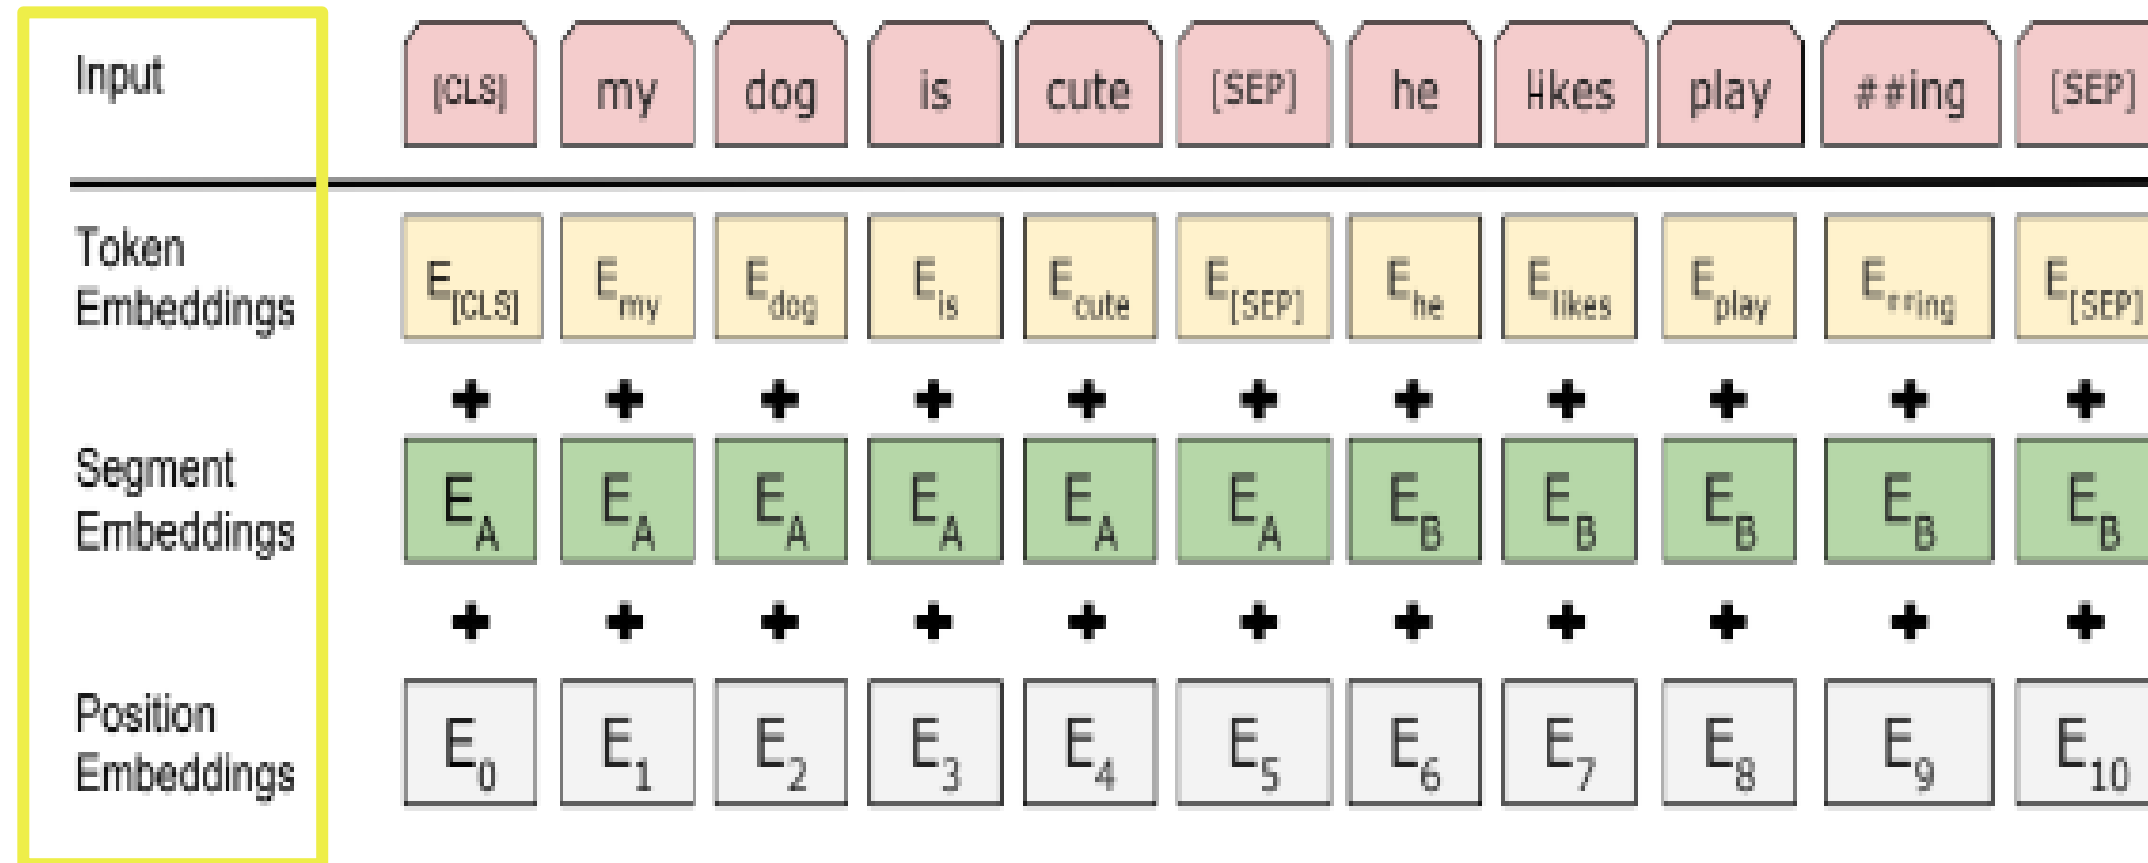 Input [CLS] my dog is cute [SEP] he likes play ##ing [SEP]
Token
Embeddings
E[CLS] Emy Edog Eis Ecute E[SEP] Ehe Elikes Eplay E##ing E[SEP]
+ + + + + + + + + + +
Segment
Embeddings
EA EA EA EA EA EA EB EB EB EB EB
+ + + + + + + + + + +
Position
Embeddings
E0 E1 E2 E3 E4 E5 E6 E7 E8 E9 E10